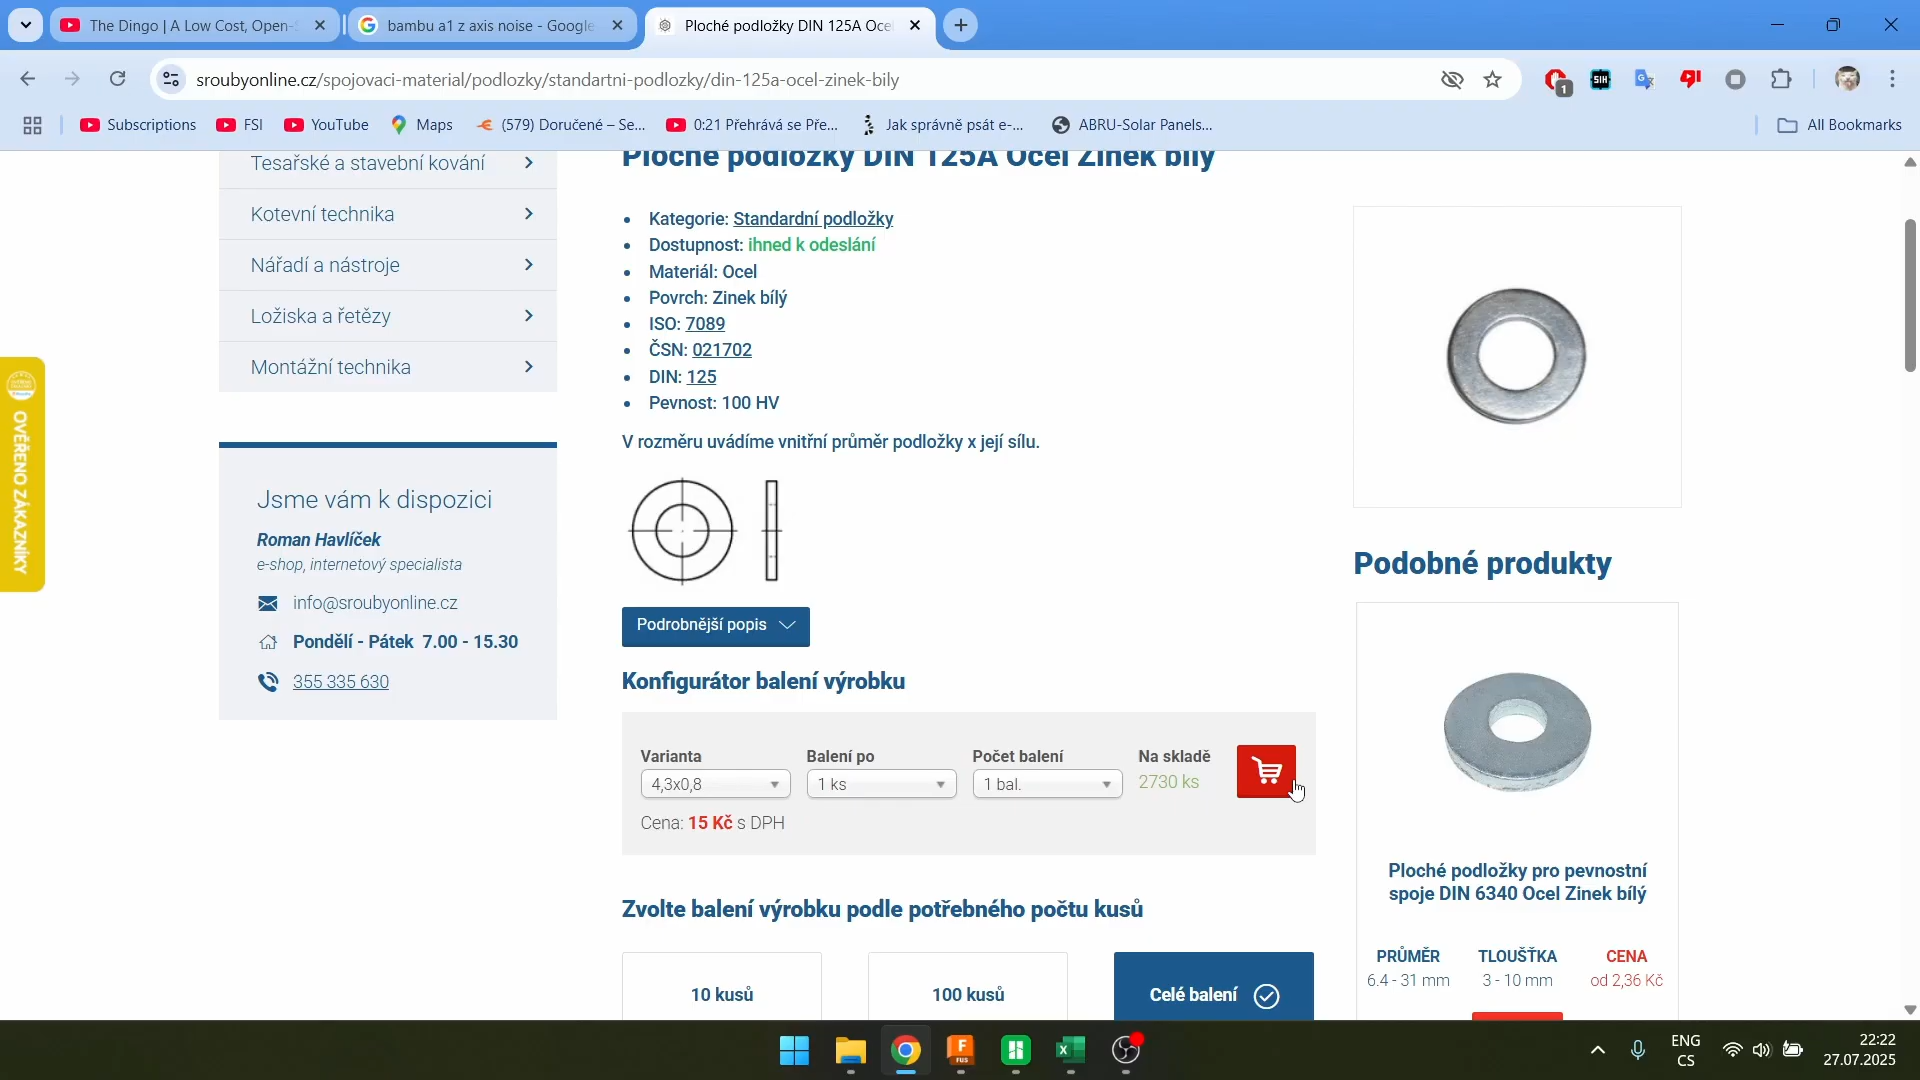 The Dingo | A Low Cost, Open-S
bambu a1 z axis noise - Google
Ploché podložky DIN 125A Ocel
sroubyonline.cz/spojovaci-material/podlozky/standartni-podlozky/din-125a-ocel-zinek-bily
1
SIH
Subscriptions
FSI
YouTube
Maps
(579) Doručené – Se...
0:21 Přehrává se Pře...
Jak správně psát e-...
ABRU-Solar Panels...
All Bookmarks
Tesařské a stavební kování
Kotevní technika
Nářadí a nástroje
Ložiska a řetězy
Montážní technika
OVĚŘENO ZÁKAZNÍKY
Jsme vám k dispozici
Roman Havlíček
e-shop, internetový specialista
info@sroubyonline.cz
Pondělí - Pátek 7.00 - 15.30
355 335 630
Ploché podložky DIN 125A Ocel Zinek bílý
Kategorie: Standardní podložky
Dostupnost: ihned k odeslání
Materiál: Ocel
Povrch: Zinek bílý
ISO: 7089
ČSN: 021702
DIN: 125
Pevnost: 100 HV
V rozměru uvádíme vnitřní průměr podložky x její sílu.
Podrobnější popis
Konfigurátor balení výrobku
Varianta Balení po Počet balení Na skladě
4,3x0,8 1 ks 1 bal. 2730 ks
Cena: 15 Kč s DPH
Zvolte balení výrobku podle potřebného počtu kusů
10 kusů 100 kusů Celé balení
Podobné produkty
Ploché podložky pro pevnostní
spoje DIN 6340 Ocel Zinek bílý
PRŮMĚR TLOUŠŤKA CENA
6.4 - 31 mm 3 - 10 mm od 2,36 Kč
ENG
CS
22:22
27.07.2025